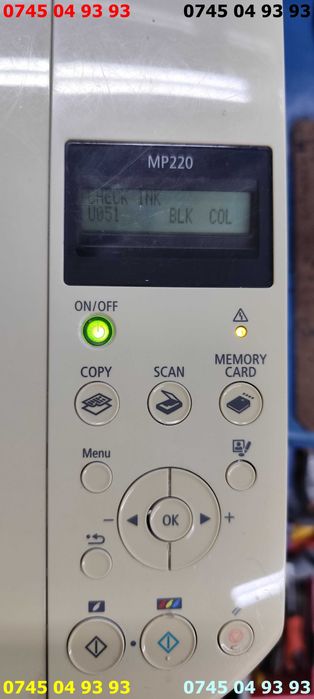 0745 04 93 93 0745 04 93 93
MP220
CHECK INK
U051 BLK COL
ON/OFF
COPY SCAN MEMORY CARD
Menu
- OK +
0745 04 93 93 0745 04 93 93